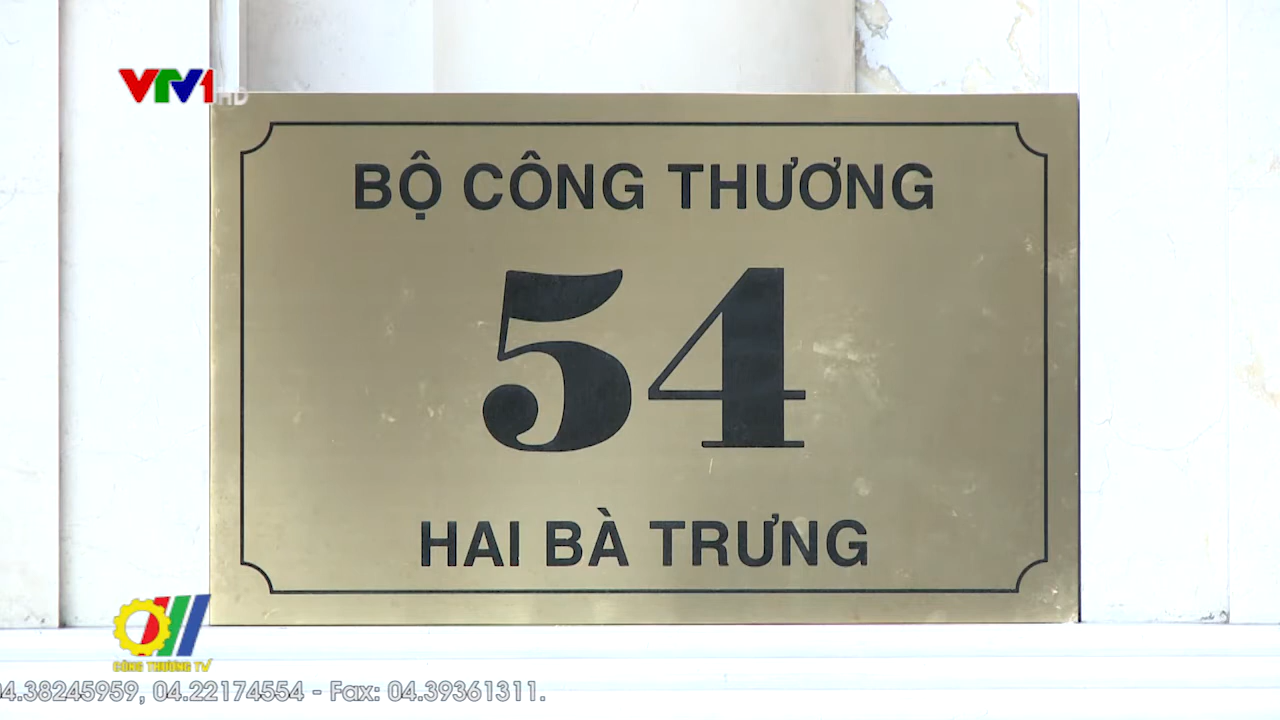 VTV1 HD
BỘ CÔNG THƯƠNG
54
HAI BÀ TRƯNG
CÔNG THƯƠNG TV
04.38245959, 04.22174554 - Fax: 04.39361311.